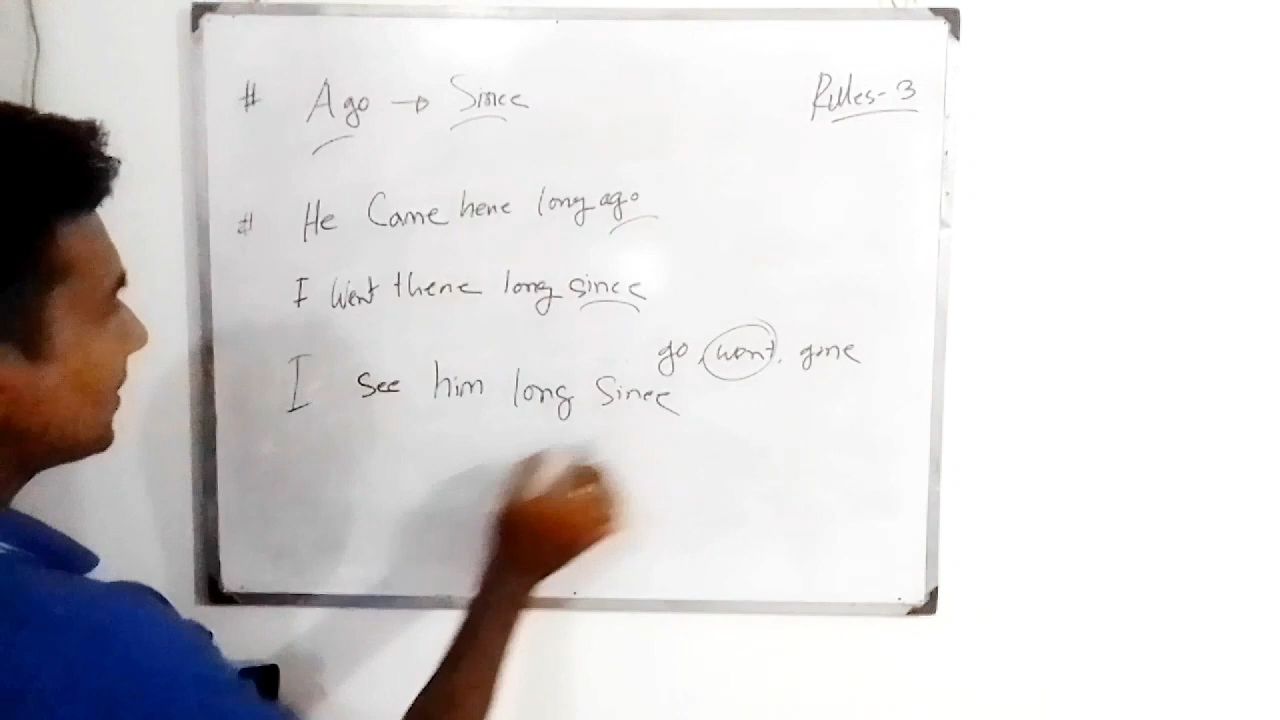 # Ago → Since
Rules-3
# He Came here long ago
I Went there long since
go, went, gone
I see him long Since